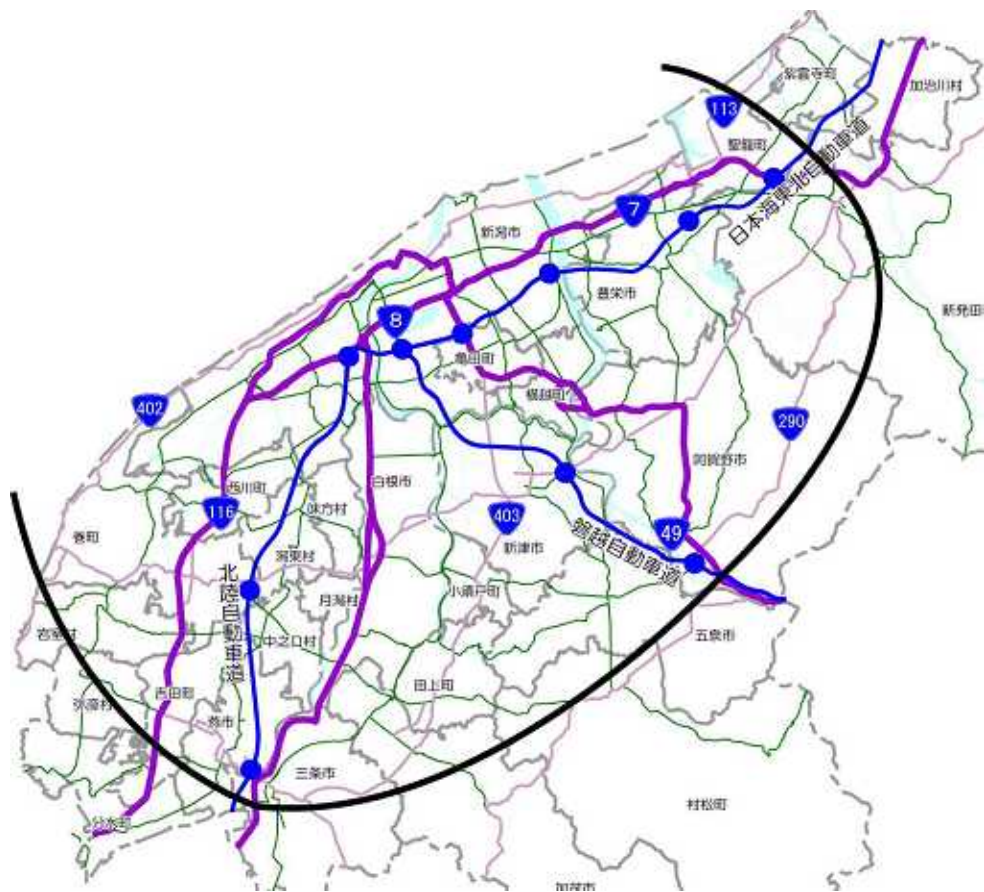 紫雲寺町
加治川村
113
聖籠町
日本海東北自動車道
7
新潟市
豊栄市
新発田
8
亀田町
横越町
402
290
阿賀野市
西川町
白根市
116
味方村
403
49
巻町
新津市
磐越自動車道
潟東村
北陸自動車道
月潟村
小須戸町
岩室村
中之口村
五泉市
田上町
吉田町
弥彦村
燕市
三条市
村松町
分水町
加茂市